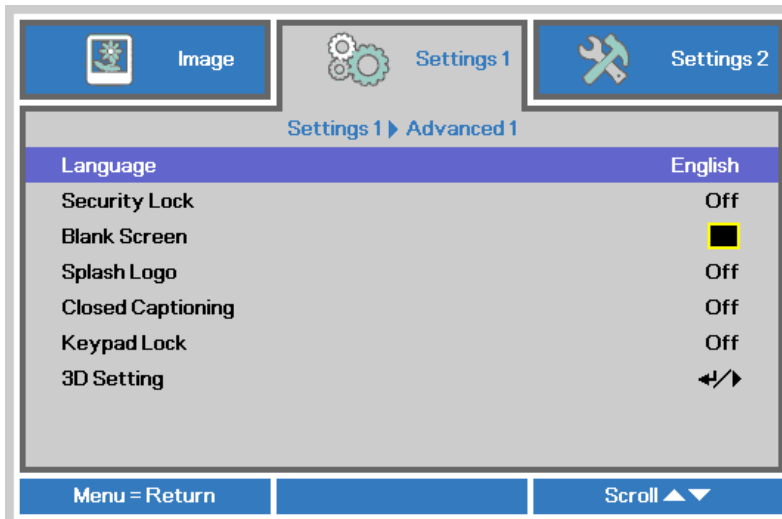 Image
Settings 1
Settings 2
Settings 1 ▶ Advanced 1
Language English
Security Lock Off
Blank Screen
Splash Logo Off
Closed Captioning Off
Keypad Lock Off
3D Setting ↵/▶
Menu = Return
Scroll ▲▼